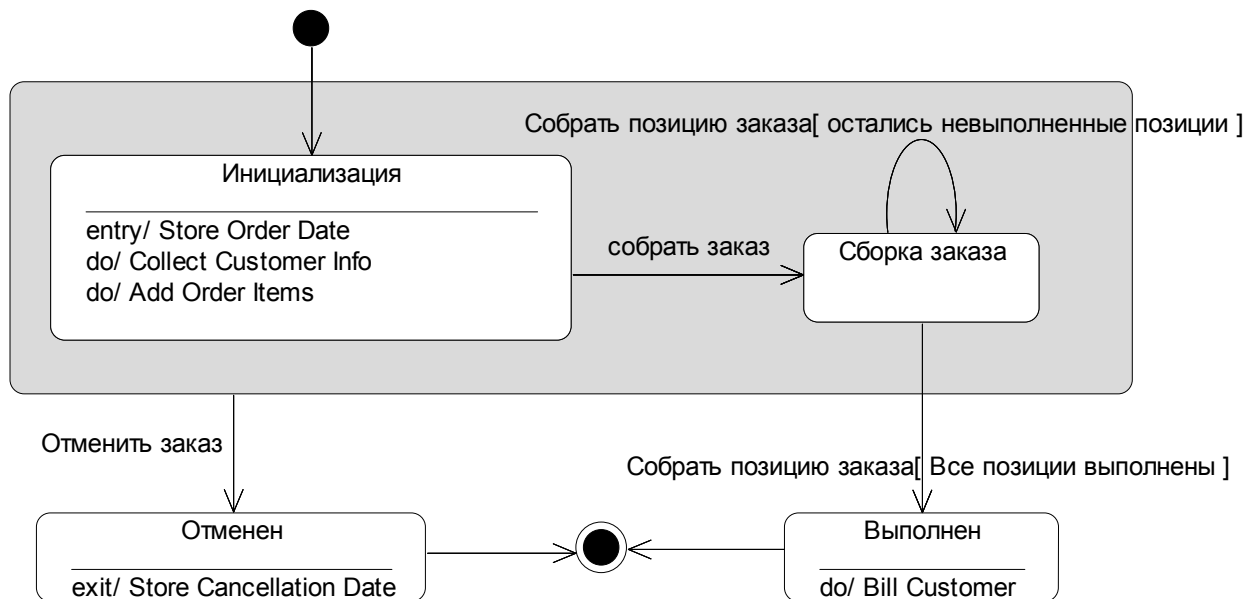 Собрать позицию заказа[ остались невыполненные позиции ]
Инициализация
entry/ Store Order Date
do/ Collect Customer Info
do/ Add Order Items
собрать заказ
Сборка заказа
Отменить заказ
Собрать позицию заказа[ Все позиции выполнены ]
Отменен
exit/ Store Cancellation Date
Выполнен
do/ Bill Customer